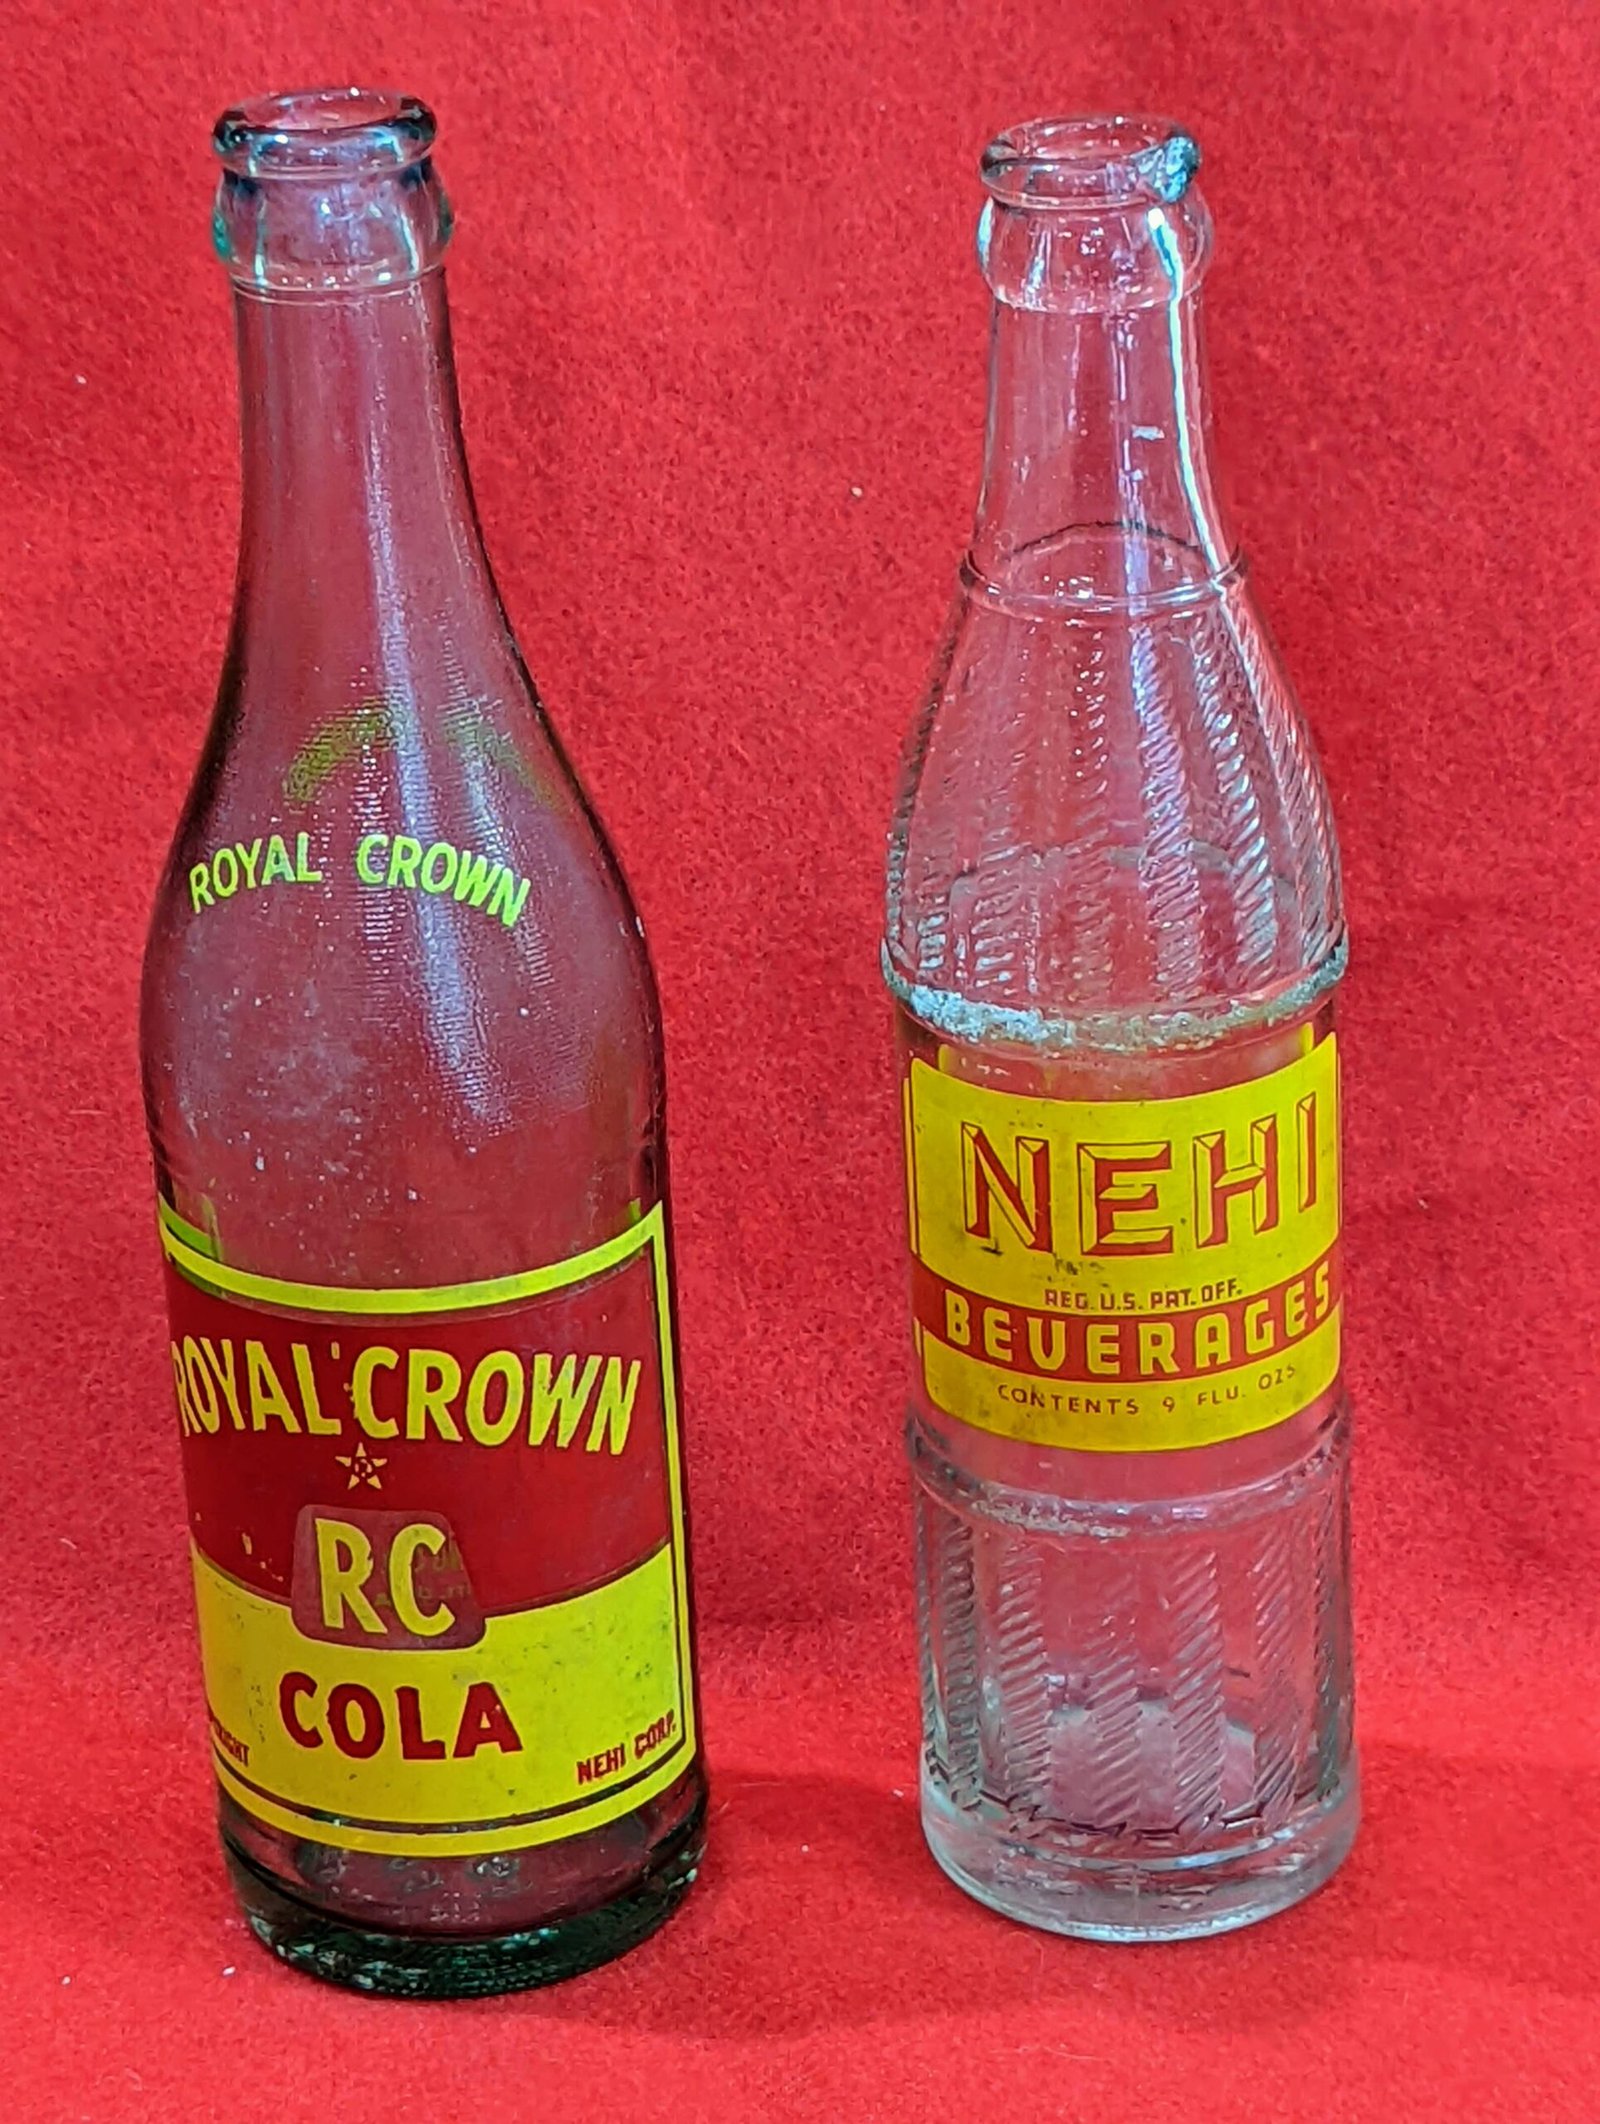 ROYAL CROWN
ROYAL CROWN
RC
COLA
NEHI CORP.
NEHI
REG. U.S. PAT. OFF.
BEVERAGES
CONTENTS 9 FLU. OZS